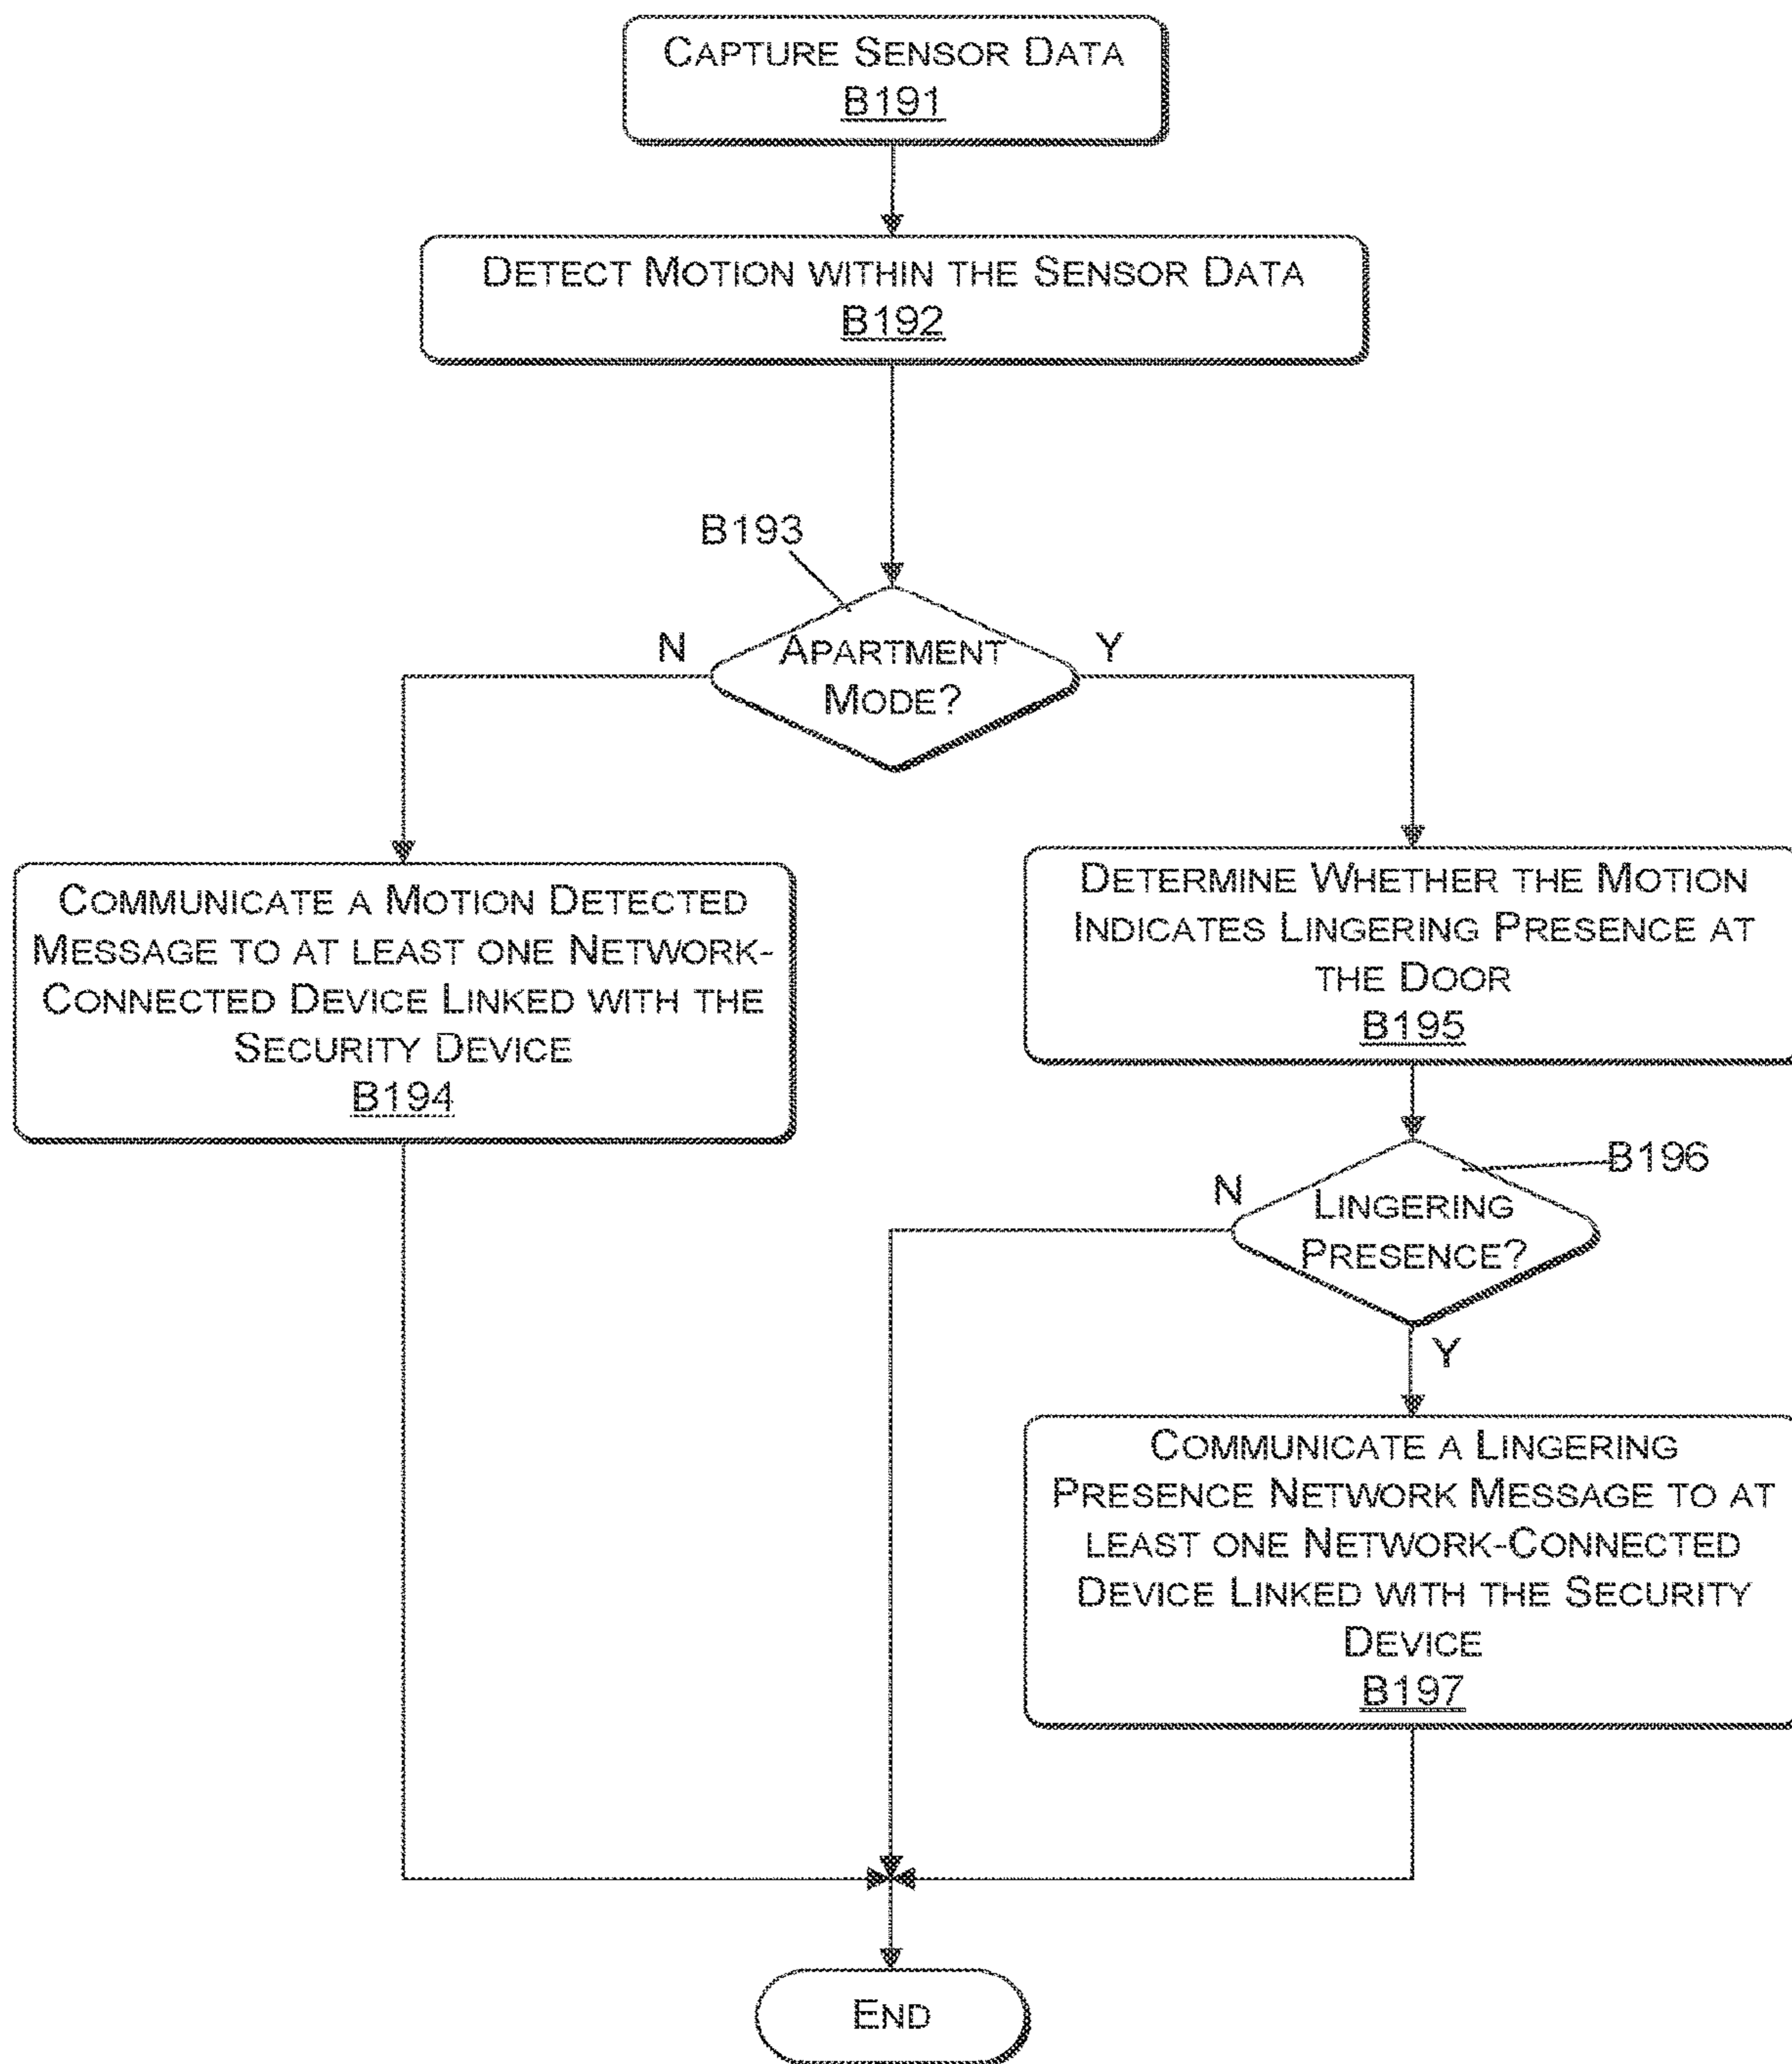 CAPTURE SENSOR DATA
B191
DETECT MOTION WITHIN THE SENSOR DATA
B192
B193
N
APARTMENT
MODE?
Y
COMMUNICATE A MOTION DETECTED
MESSAGE TO AT LEAST ONE NETWORK-
CONNECTED DEVICE LINKED WITH THE
SECURITY DEVICE
B194
DETERMINE WHETHER THE MOTION
INDICATES LINGERING PRESENCE AT
THE DOOR
B195
B196
N
LINGERING
PRESENCE?
Y
COMMUNICATE A LINGERING
PRESENCE NETWORK MESSAGE TO AT
LEAST ONE NETWORK-CONNECTED
DEVICE LINKED WITH THE SECURITY
DEVICE
B197
END